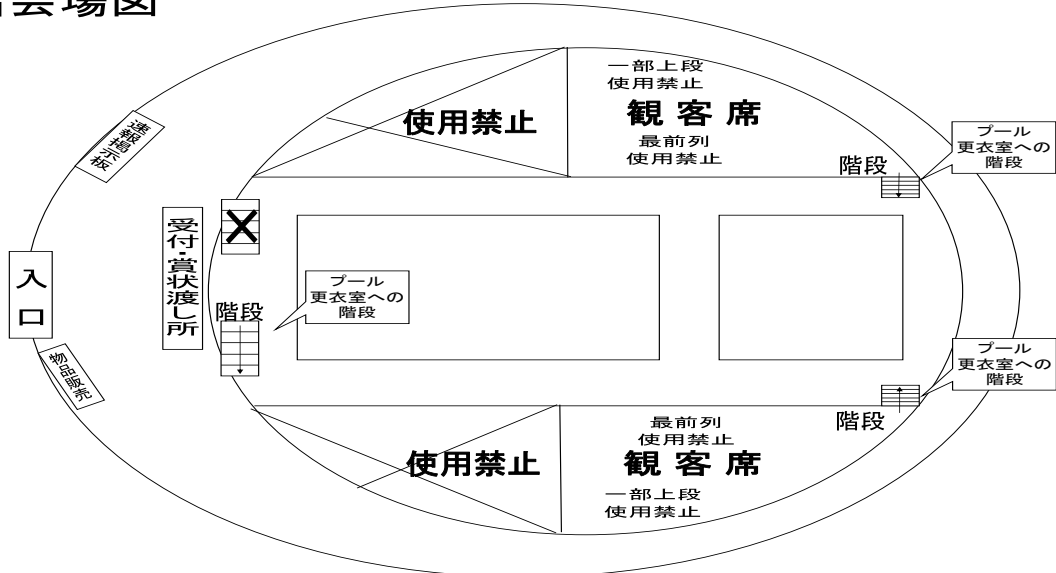 会場図
一部上段
使用禁止
使用禁止
観客席
最前列
使用禁止
階段
プール
更衣室への
階段
速報掲示板
受付・賞状渡し所
入口
階段
プール
更衣室への
階段
物品販売
プール
更衣室への
階段
階段
最前列
使用禁止
使用禁止
観客席
一部上段
使用禁止